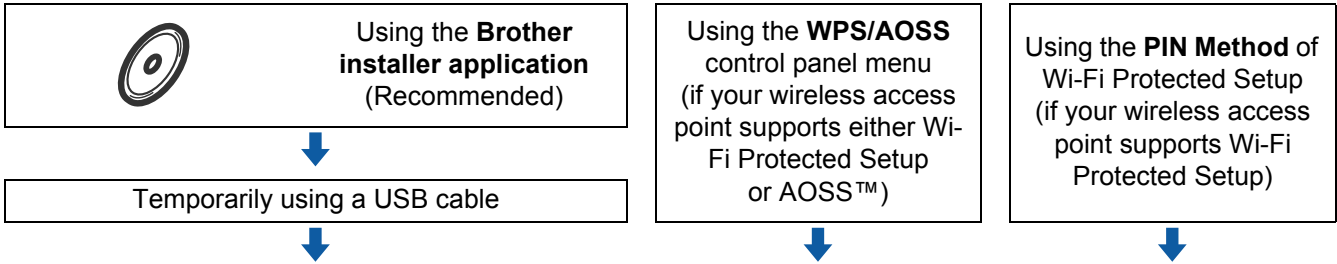 Using the Brother
installer application
(Recommended)
Temporarily using a USB cable
Using the WPS/AOSS
control panel menu
(if your wireless access
point supports either Wi-
Fi Protected Setup
or AOSS™)
Using the PIN Method of
Wi-Fi Protected Setup
(if your wireless access
point supports Wi-Fi
Protected Setup)